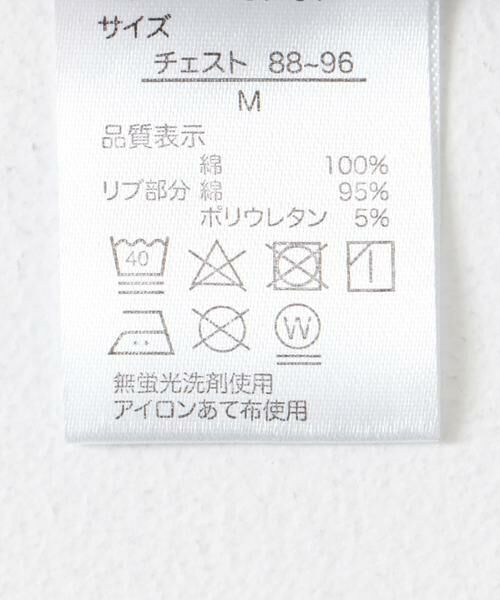 サイズ
チェスト 88~96
M
品質表示
綿 100%
リブ部分 綿 95%
ポリウレタン 5%
40
W
無蛍光洗剤使用
アイロンあて布使用